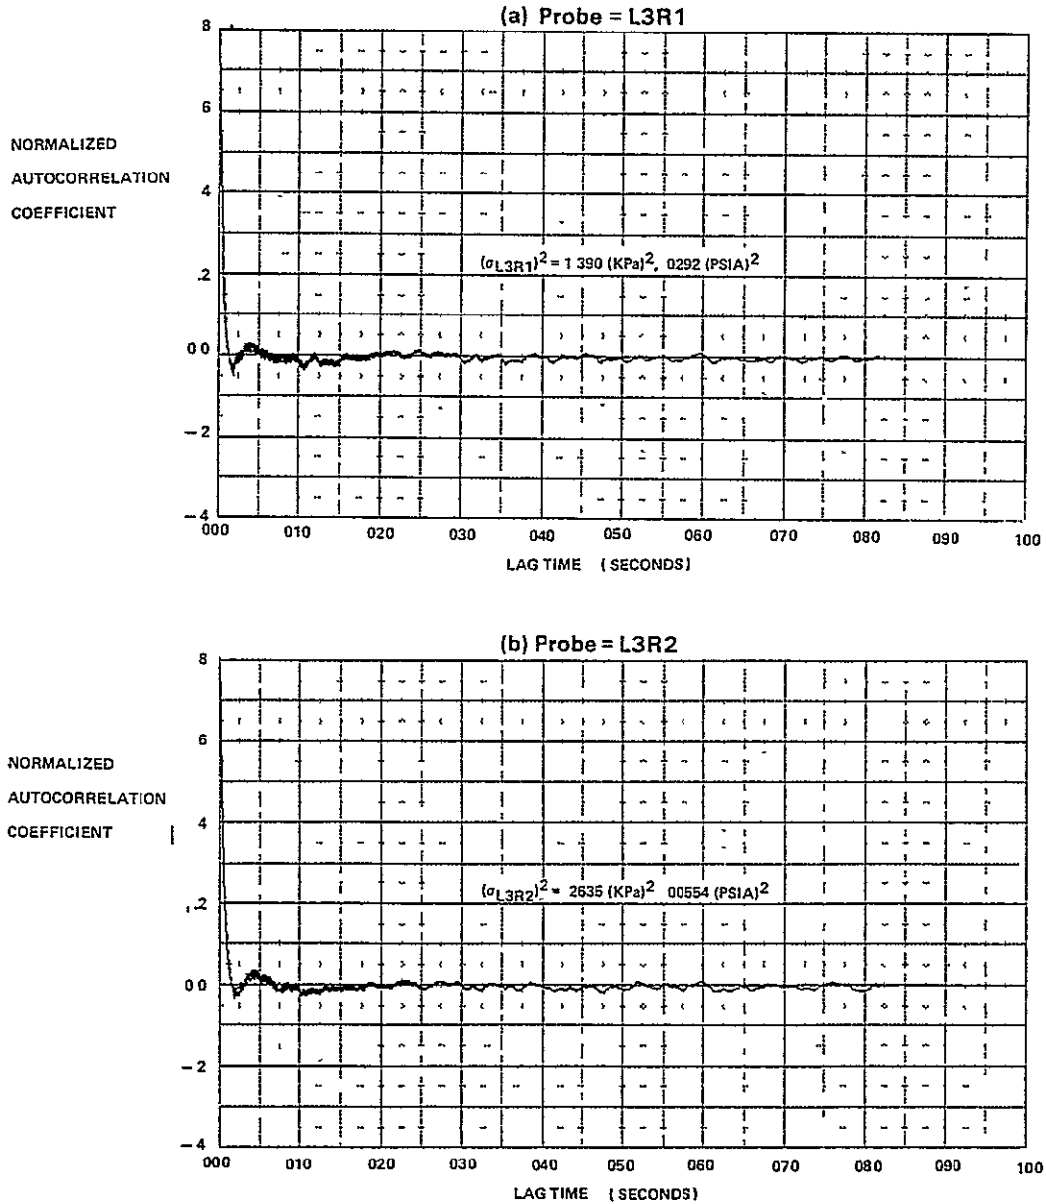 (a) Probe = L3R1
8
6
NORMALIZED
AUTOCORRELATION
COEFFICIENT
4
(σL3R1)² = 1 390 (KPa)², 0292 (PSIA)²
.2
0 0
−2
−4
000 010 020 030 040 050 060 070 080 090 100
LAG TIME (SECONDS)
(b) Probe = L3R2
8
6
NORMALIZED
AUTOCORRELATION
COEFFICIENT
4
(σL3R2)² = 2635 (KPa)² 00554 (PSIA)²
.2
0 0
−2
−4
000 010 020 030 040 050 060 070 080 090 100
LAG TIME (SECONDS)